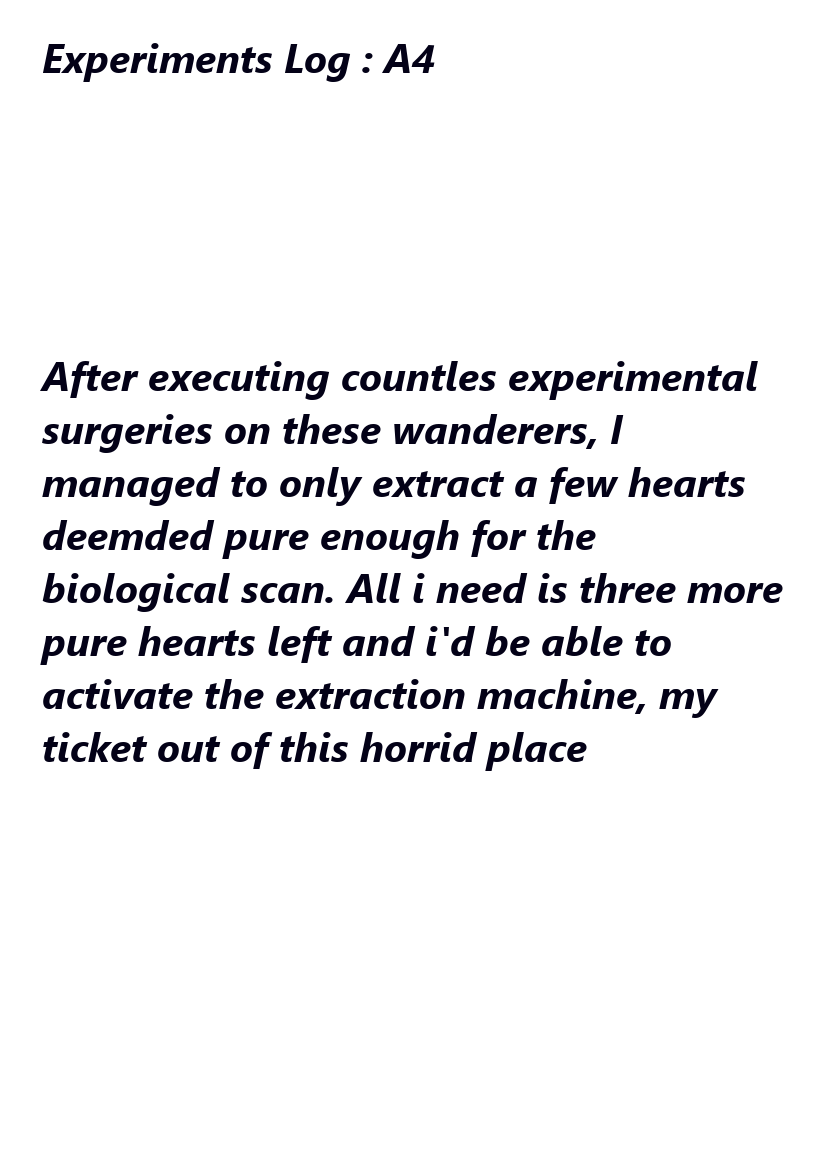 Experiments Log : A4
After executing countles experimental
surgeries on these wanderers, I
managed to only extract a few hearts
deemded pure enough for the
biological scan. All i need is three more
pure hearts left and i'd be able to
activate the extraction machine, my
ticket out of this horrid place